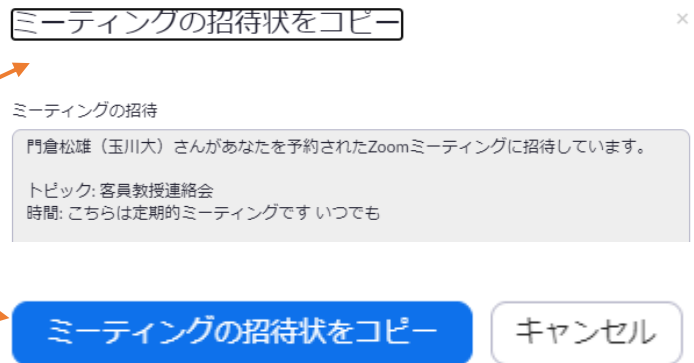 ミーティングの招待状をコピー
×
ミーティングの招待
門倉松雄（玉川大）さんがあなたを予約されたZoomミーティングに招待しています。
トピック: 客員教授連絡会
時間: こちらは定期的ミーティングです いつでも
ミーティングの招待状をコピー
キャンセル